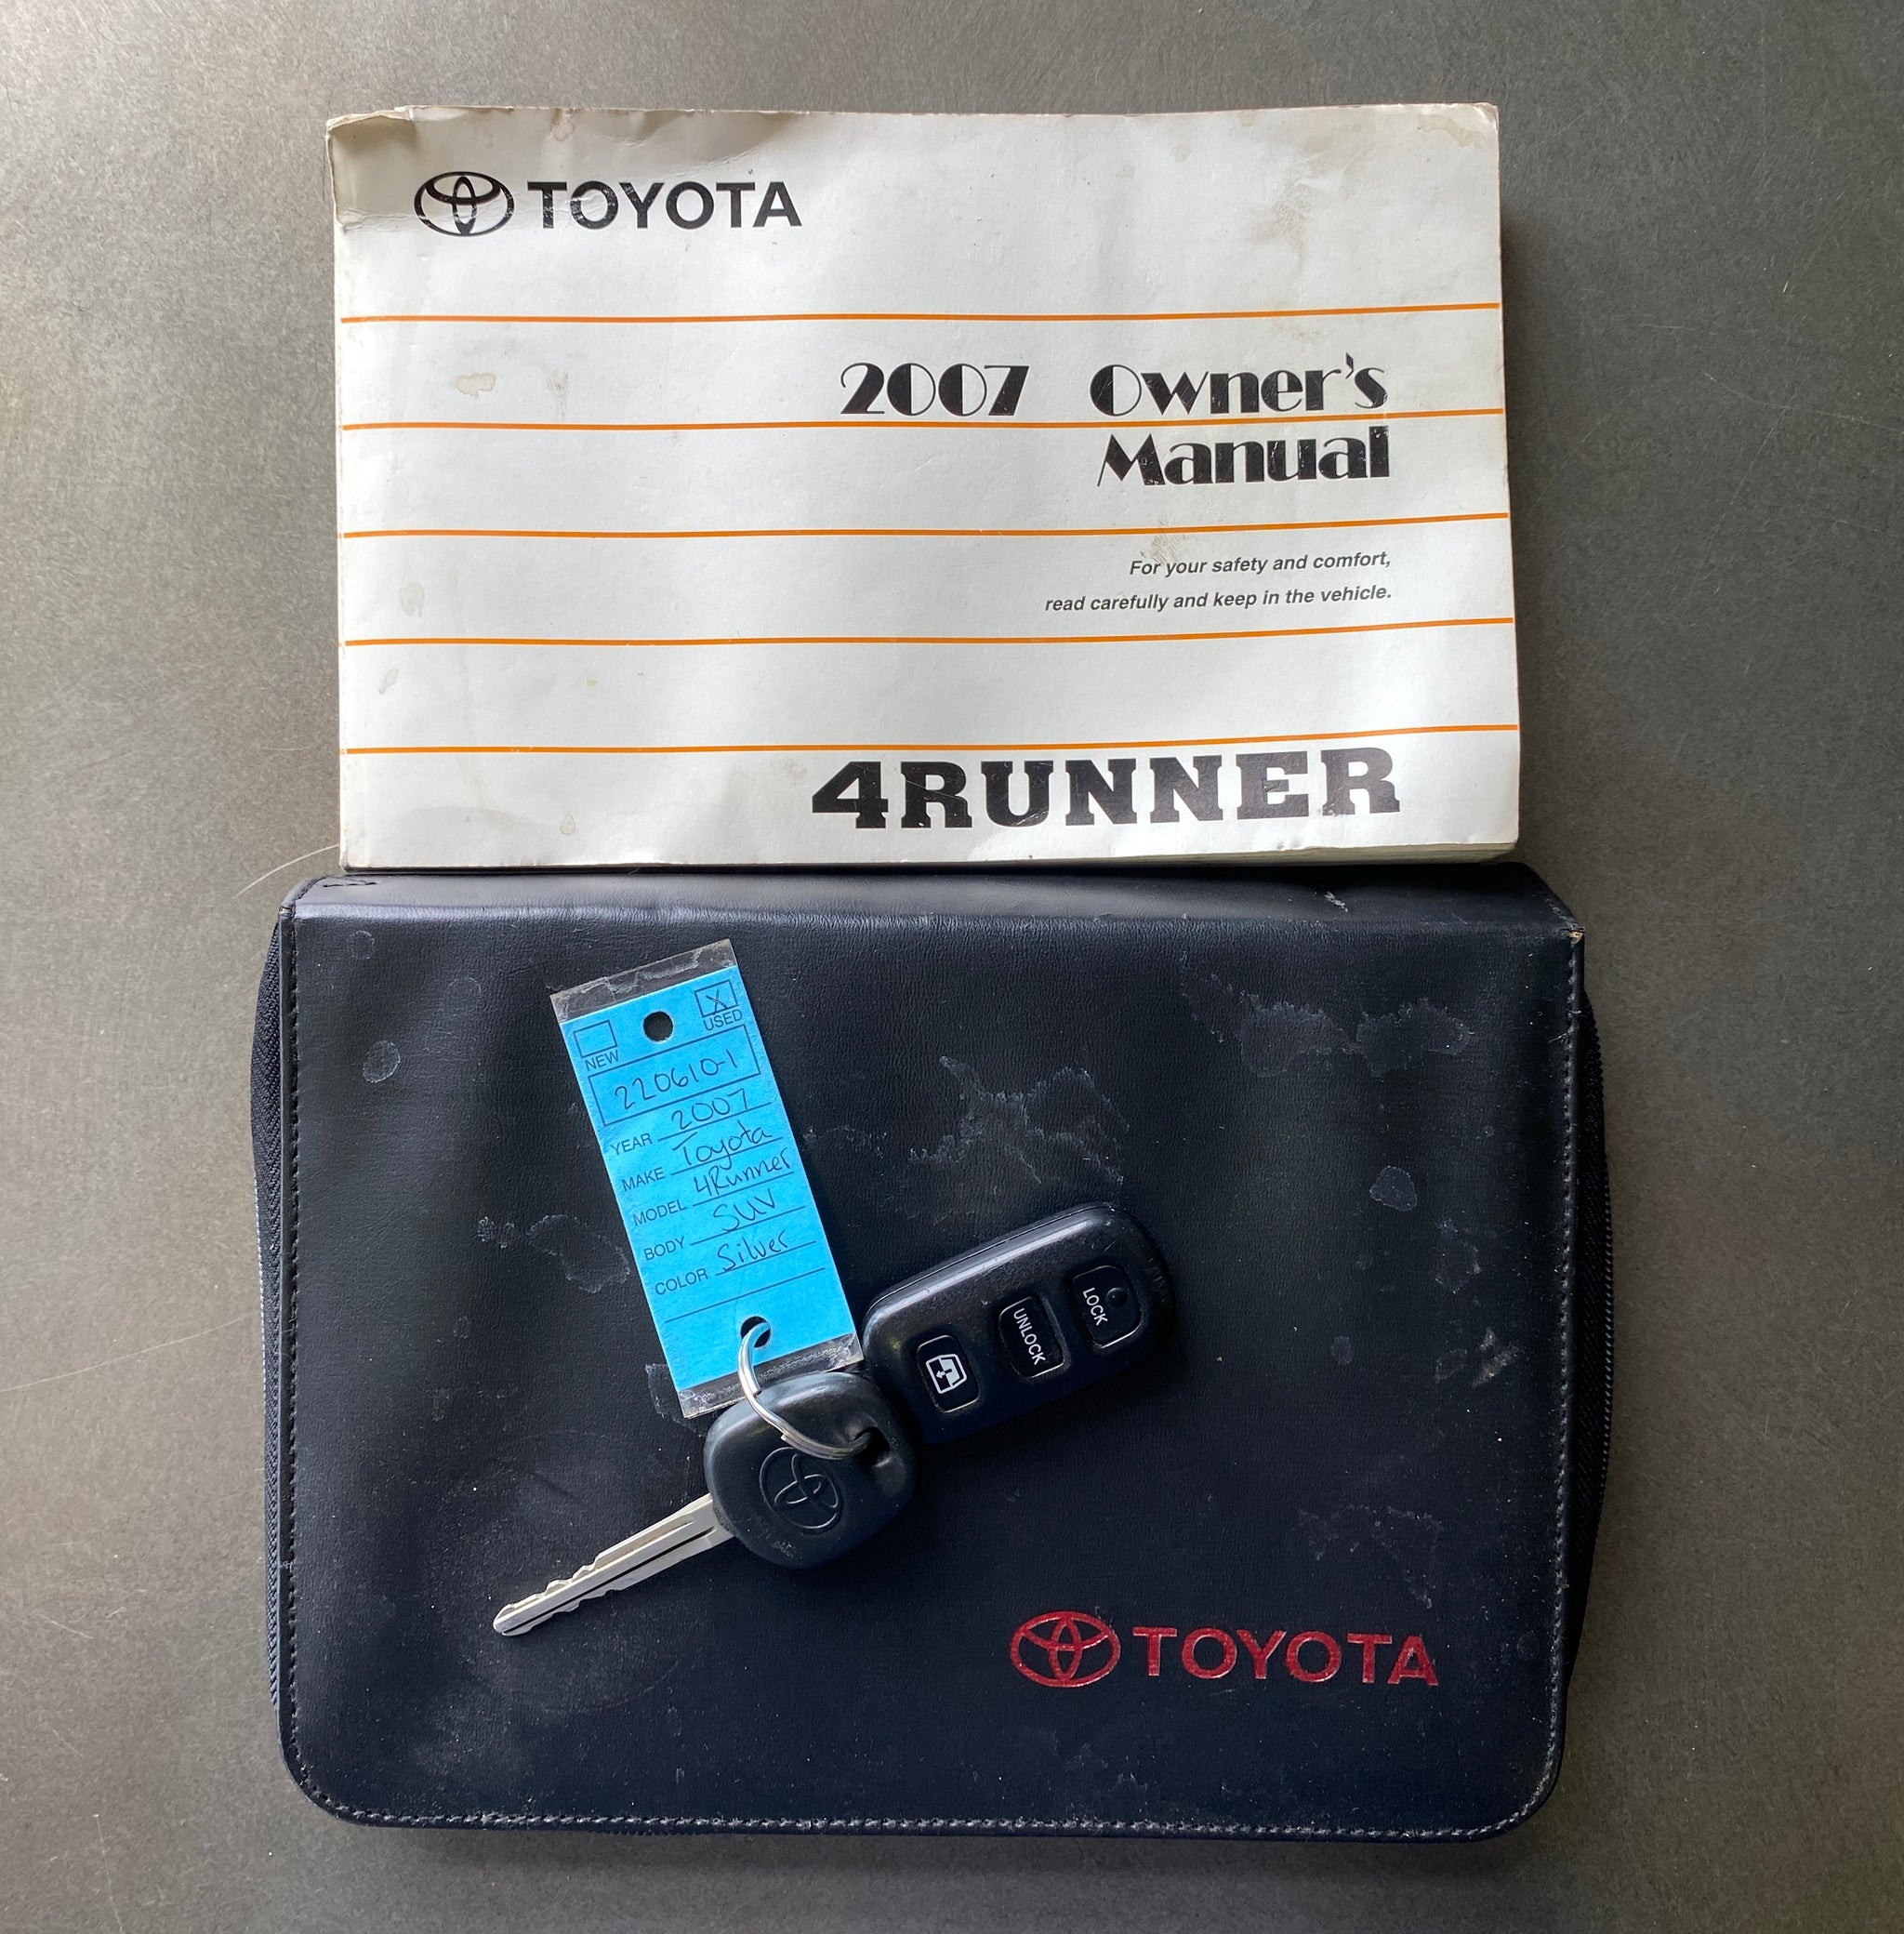 TOYOTA
2007 Owner's
Manual
For your safety and comfort,
read carefully and keep in the vehicle.
4RUNNER
NEW X USED
220610-1
YEAR 2007
MAKE Toyota
MODEL 4Runner
BODY SUV
COLOR Silver
LOCK
UNLOCK
TOYOTA